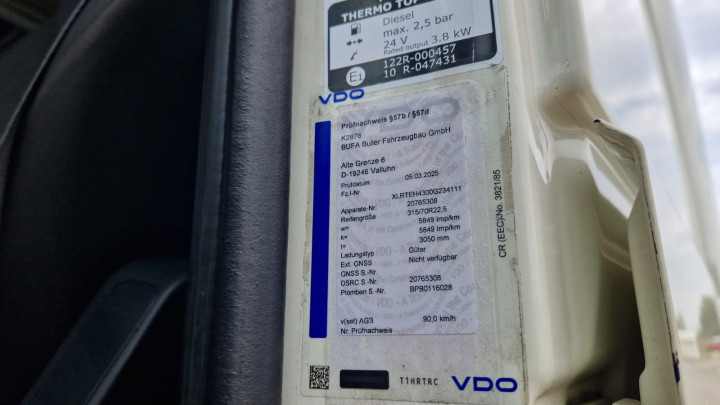 THERMO TOP
Diesel
max. 2,5 bar
24 V
Rated output 3.8 kW
E1
122R-000457
10 R-047431
VDO
Prüfnachweis §57b / §57d
K2878
BUFA Buller Fahrzeugbau GmbH
Alte Grenze 6
D-19246 Valluhn
Prüfdatum 05.03.2025
Fz.I-Nr. XLRTEH4300G234111
Apparate-Nr. 20765308
Reifengröße 315/70R22,5
w= 5849 Imp/km
k= 5849 Imp/km
l= 3050 mm
Ladungstyp Güter
Ext. GNSS Nicht verfügbar
GNSS S.-Nr.
DSRC S.-Nr. 20765308
Plomben S.-Nr. BP90116028
v(set) AGB 90,0 km/h
Nr. Prüfnachweis
CR (EEC)No. 3821/85
T1HRTRC
VDO